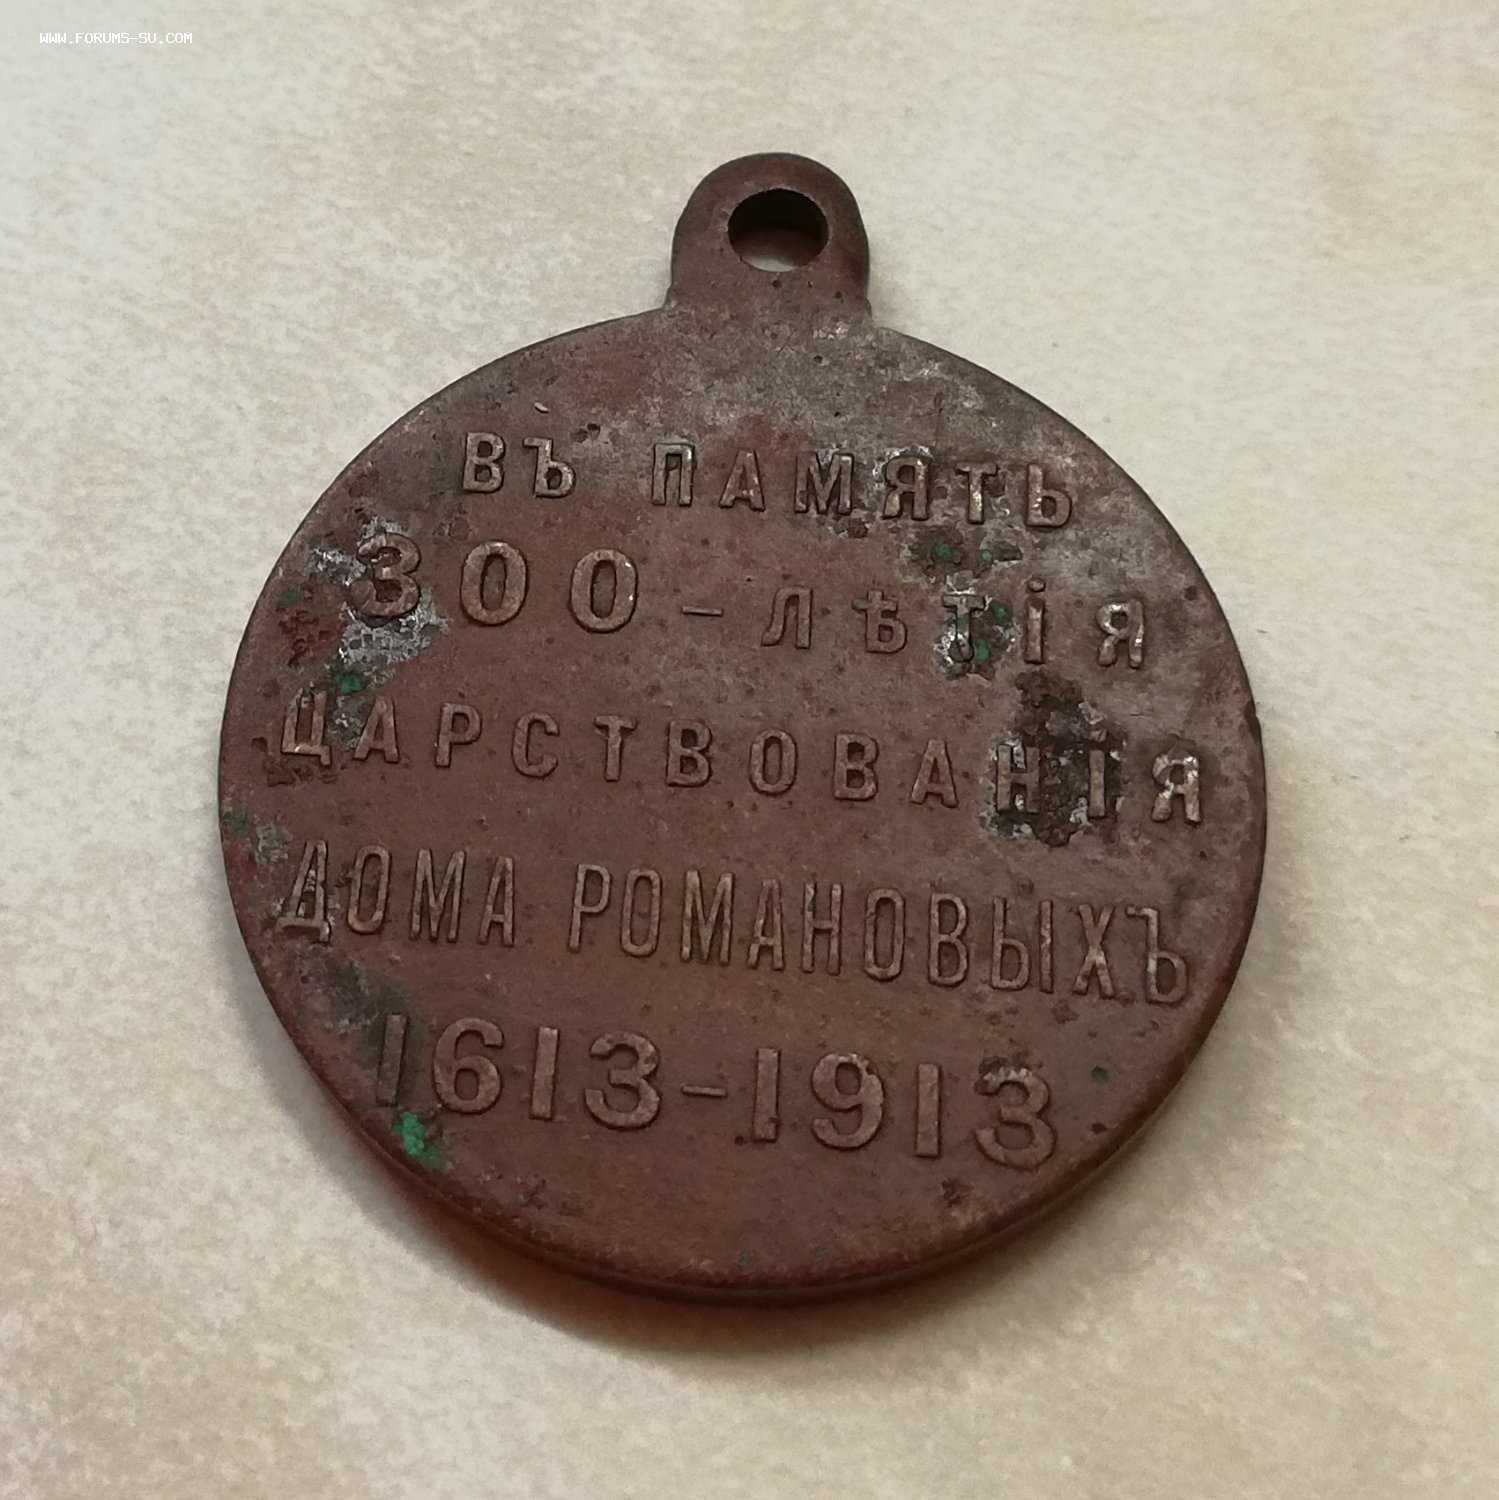 WWW.FORUMS-SU.COM
ВЪ ПАМЯТЬ
300-ЛѢТІЯ
ЦАРСТВОВАНІЯ
ДОМА РОМАНОВЫХЪ
1613-1913